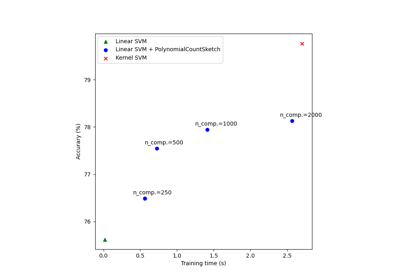 Linear SVM
Linear SVM + PolynomialCountSketch
Kernel SVM
79
78
77
76
n_comp.=2000
n_comp.=1000
n_comp.=500
n_comp.=250
Accurary (%)
0.0 0.5 1.0 1.5 2.0 2.5
Training time (s)